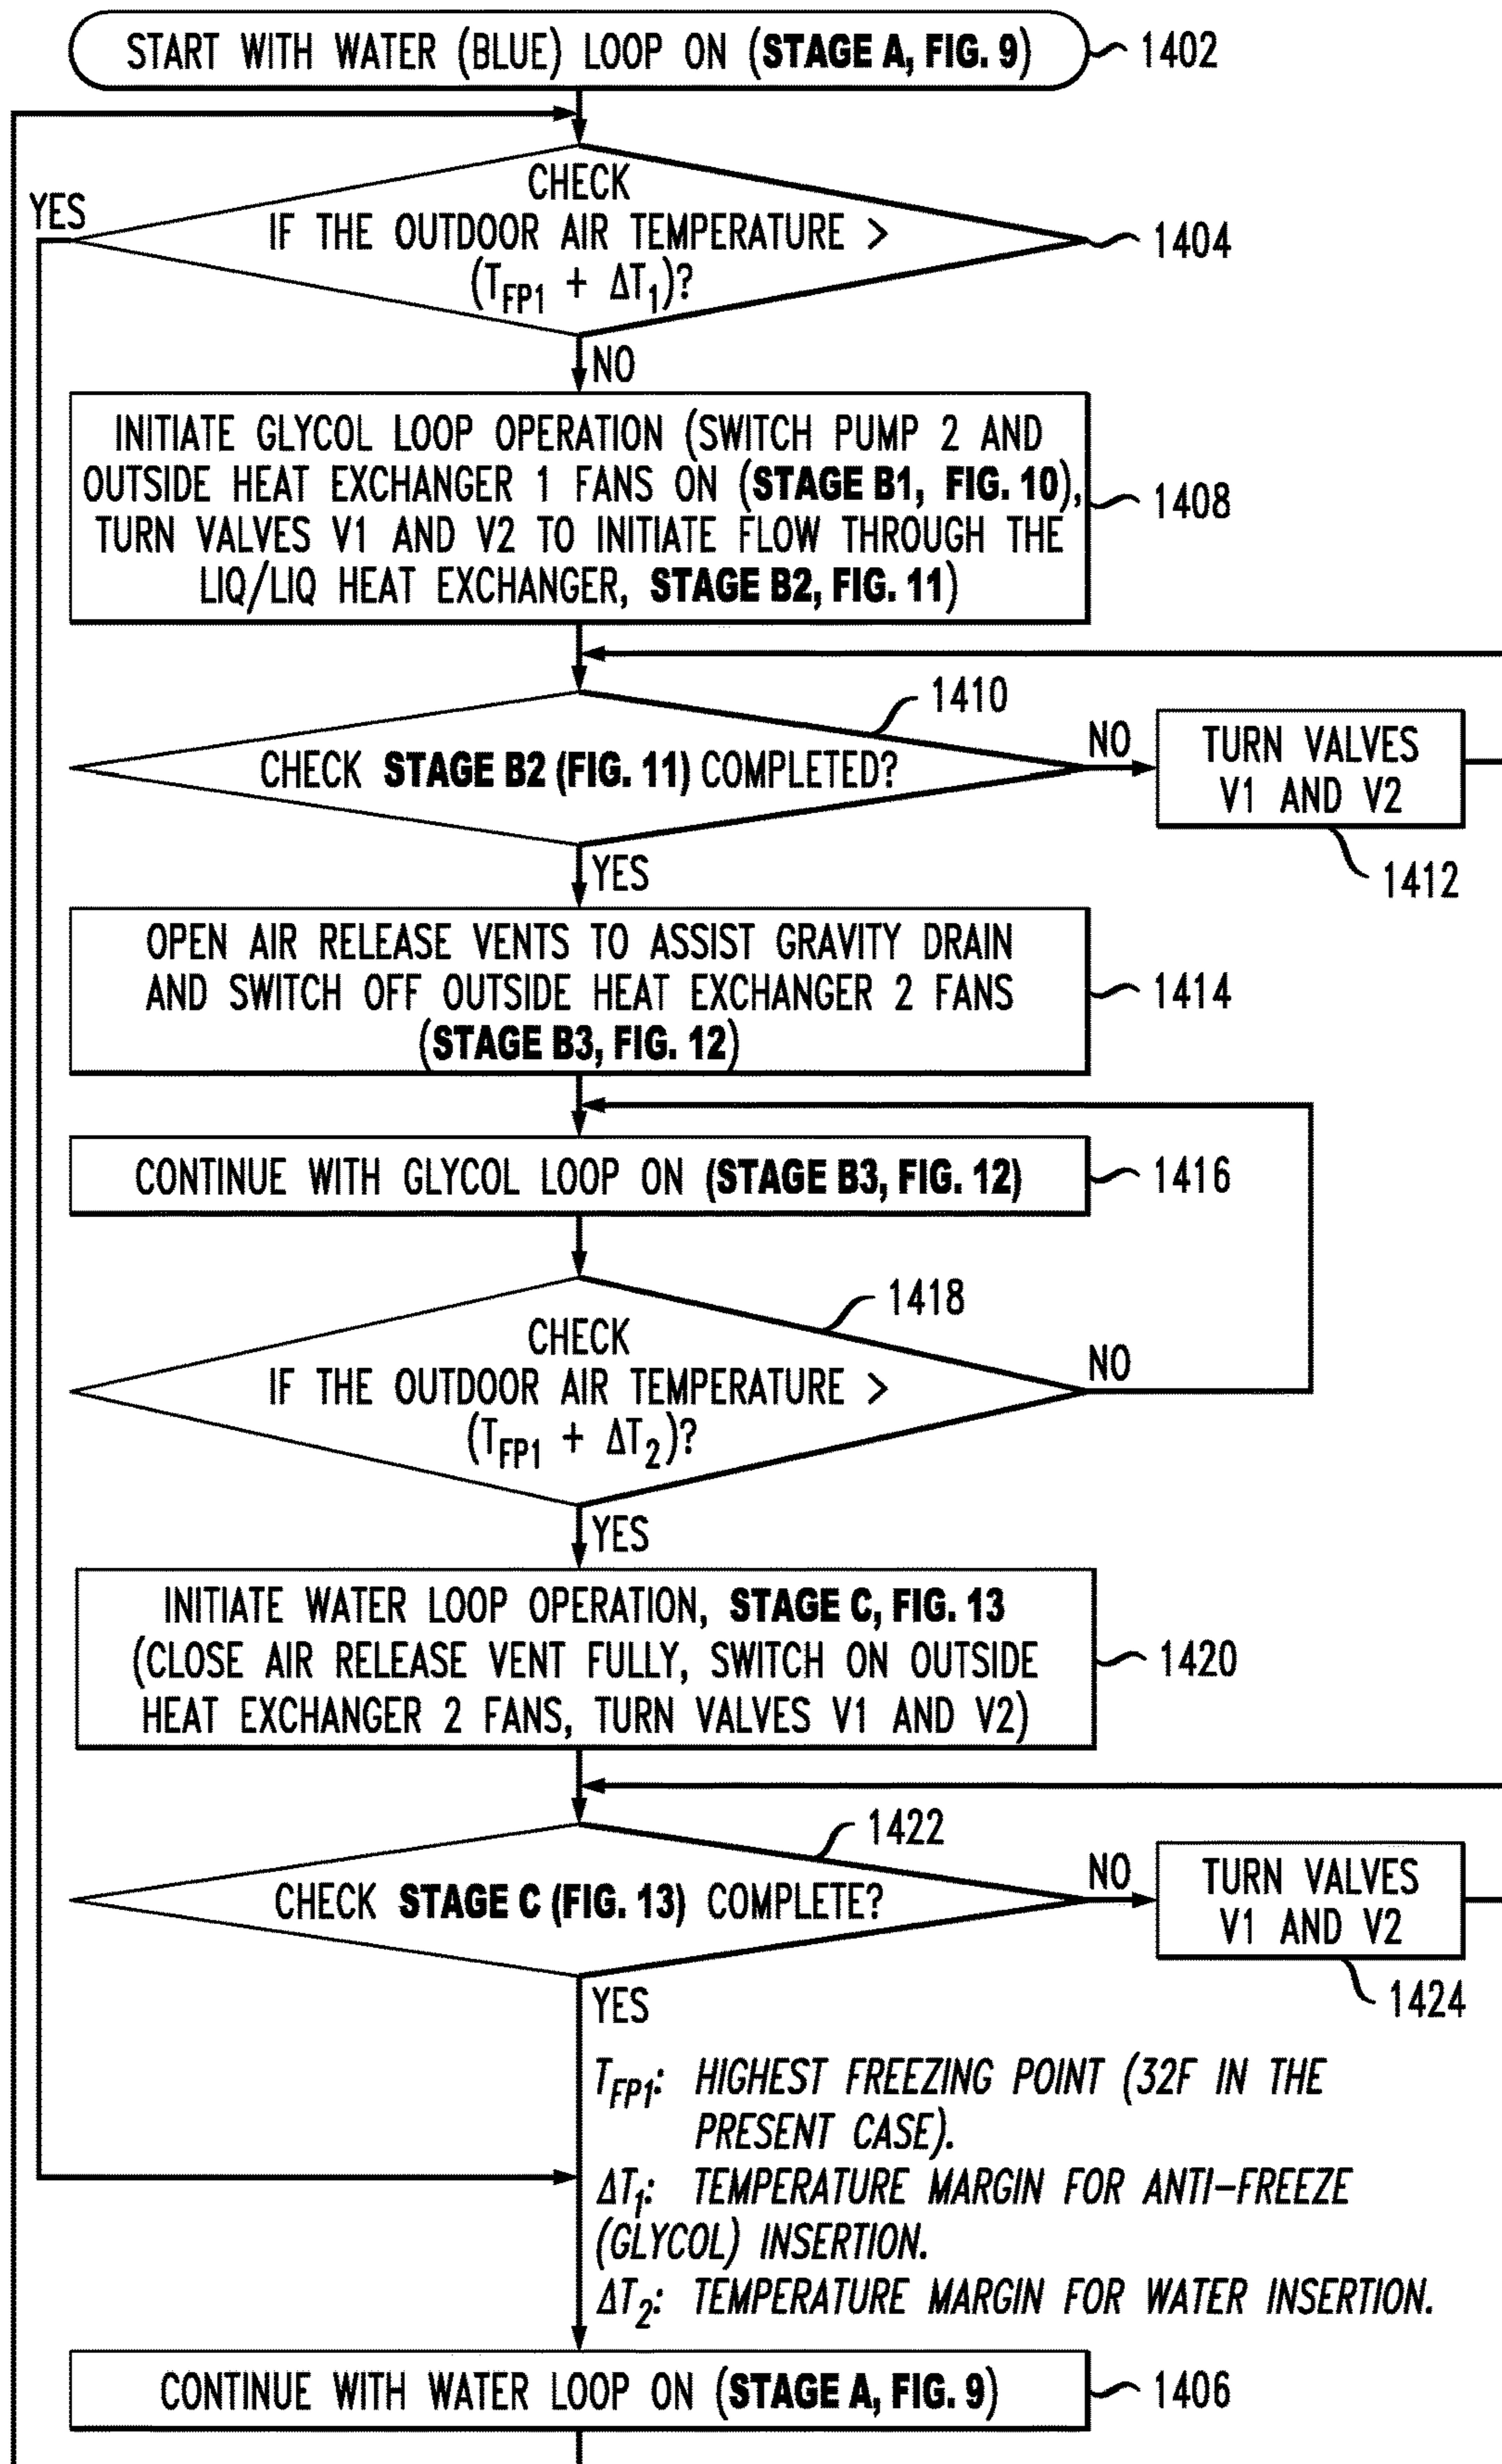 START WITH WATER (BLUE) LOOP ON (STAGE A, FIG. 9)
1402
YES
CHECK
IF THE OUTDOOR AIR TEMPERATURE >
(TFP1 + ΔT1)?
1404
NO
INITIATE GLYCOL LOOP OPERATION (SWITCH PUMP 2 AND
OUTSIDE HEAT EXCHANGER 1 FANS ON (STAGE B1, FIG. 10),
TURN VALVES V1 AND V2 TO INITIATE FLOW THROUGH THE
LIQ/LIQ HEAT EXCHANGER, STAGE B2, FIG. 11)
1408
1410
CHECK STAGE B2 (FIG. 11) COMPLETED?
NO
TURN VALVES
V1 AND V2
1412
YES
OPEN AIR RELEASE VENTS TO ASSIST GRAVITY DRAIN
AND SWITCH OFF OUTSIDE HEAT EXCHANGER 2 FANS
(STAGE B3, FIG. 12)
1414
CONTINUE WITH GLYCOL LOOP ON (STAGE B3, FIG. 12)
1416
1418
CHECK
IF THE OUTDOOR AIR TEMPERATURE >
(TFP1 + ΔT2)?
NO
YES
INITIATE WATER LOOP OPERATION, STAGE C, FIG. 13
(CLOSE AIR RELEASE VENT FULLY, SWITCH ON OUTSIDE
HEAT EXCHANGER 2 FANS, TURN VALVES V1 AND V2)
1420
1422
CHECK STAGE C (FIG. 13) COMPLETE?
NO
TURN VALVES
V1 AND V2
1424
YES
TFP1: HIGHEST FREEZING POINT (32F IN THE
PRESENT CASE).
ΔT1: TEMPERATURE MARGIN FOR ANTI-FREEZE
(GLYCOL) INSERTION.
ΔT2: TEMPERATURE MARGIN FOR WATER INSERTION.
CONTINUE WITH WATER LOOP ON (STAGE A, FIG. 9)
1406